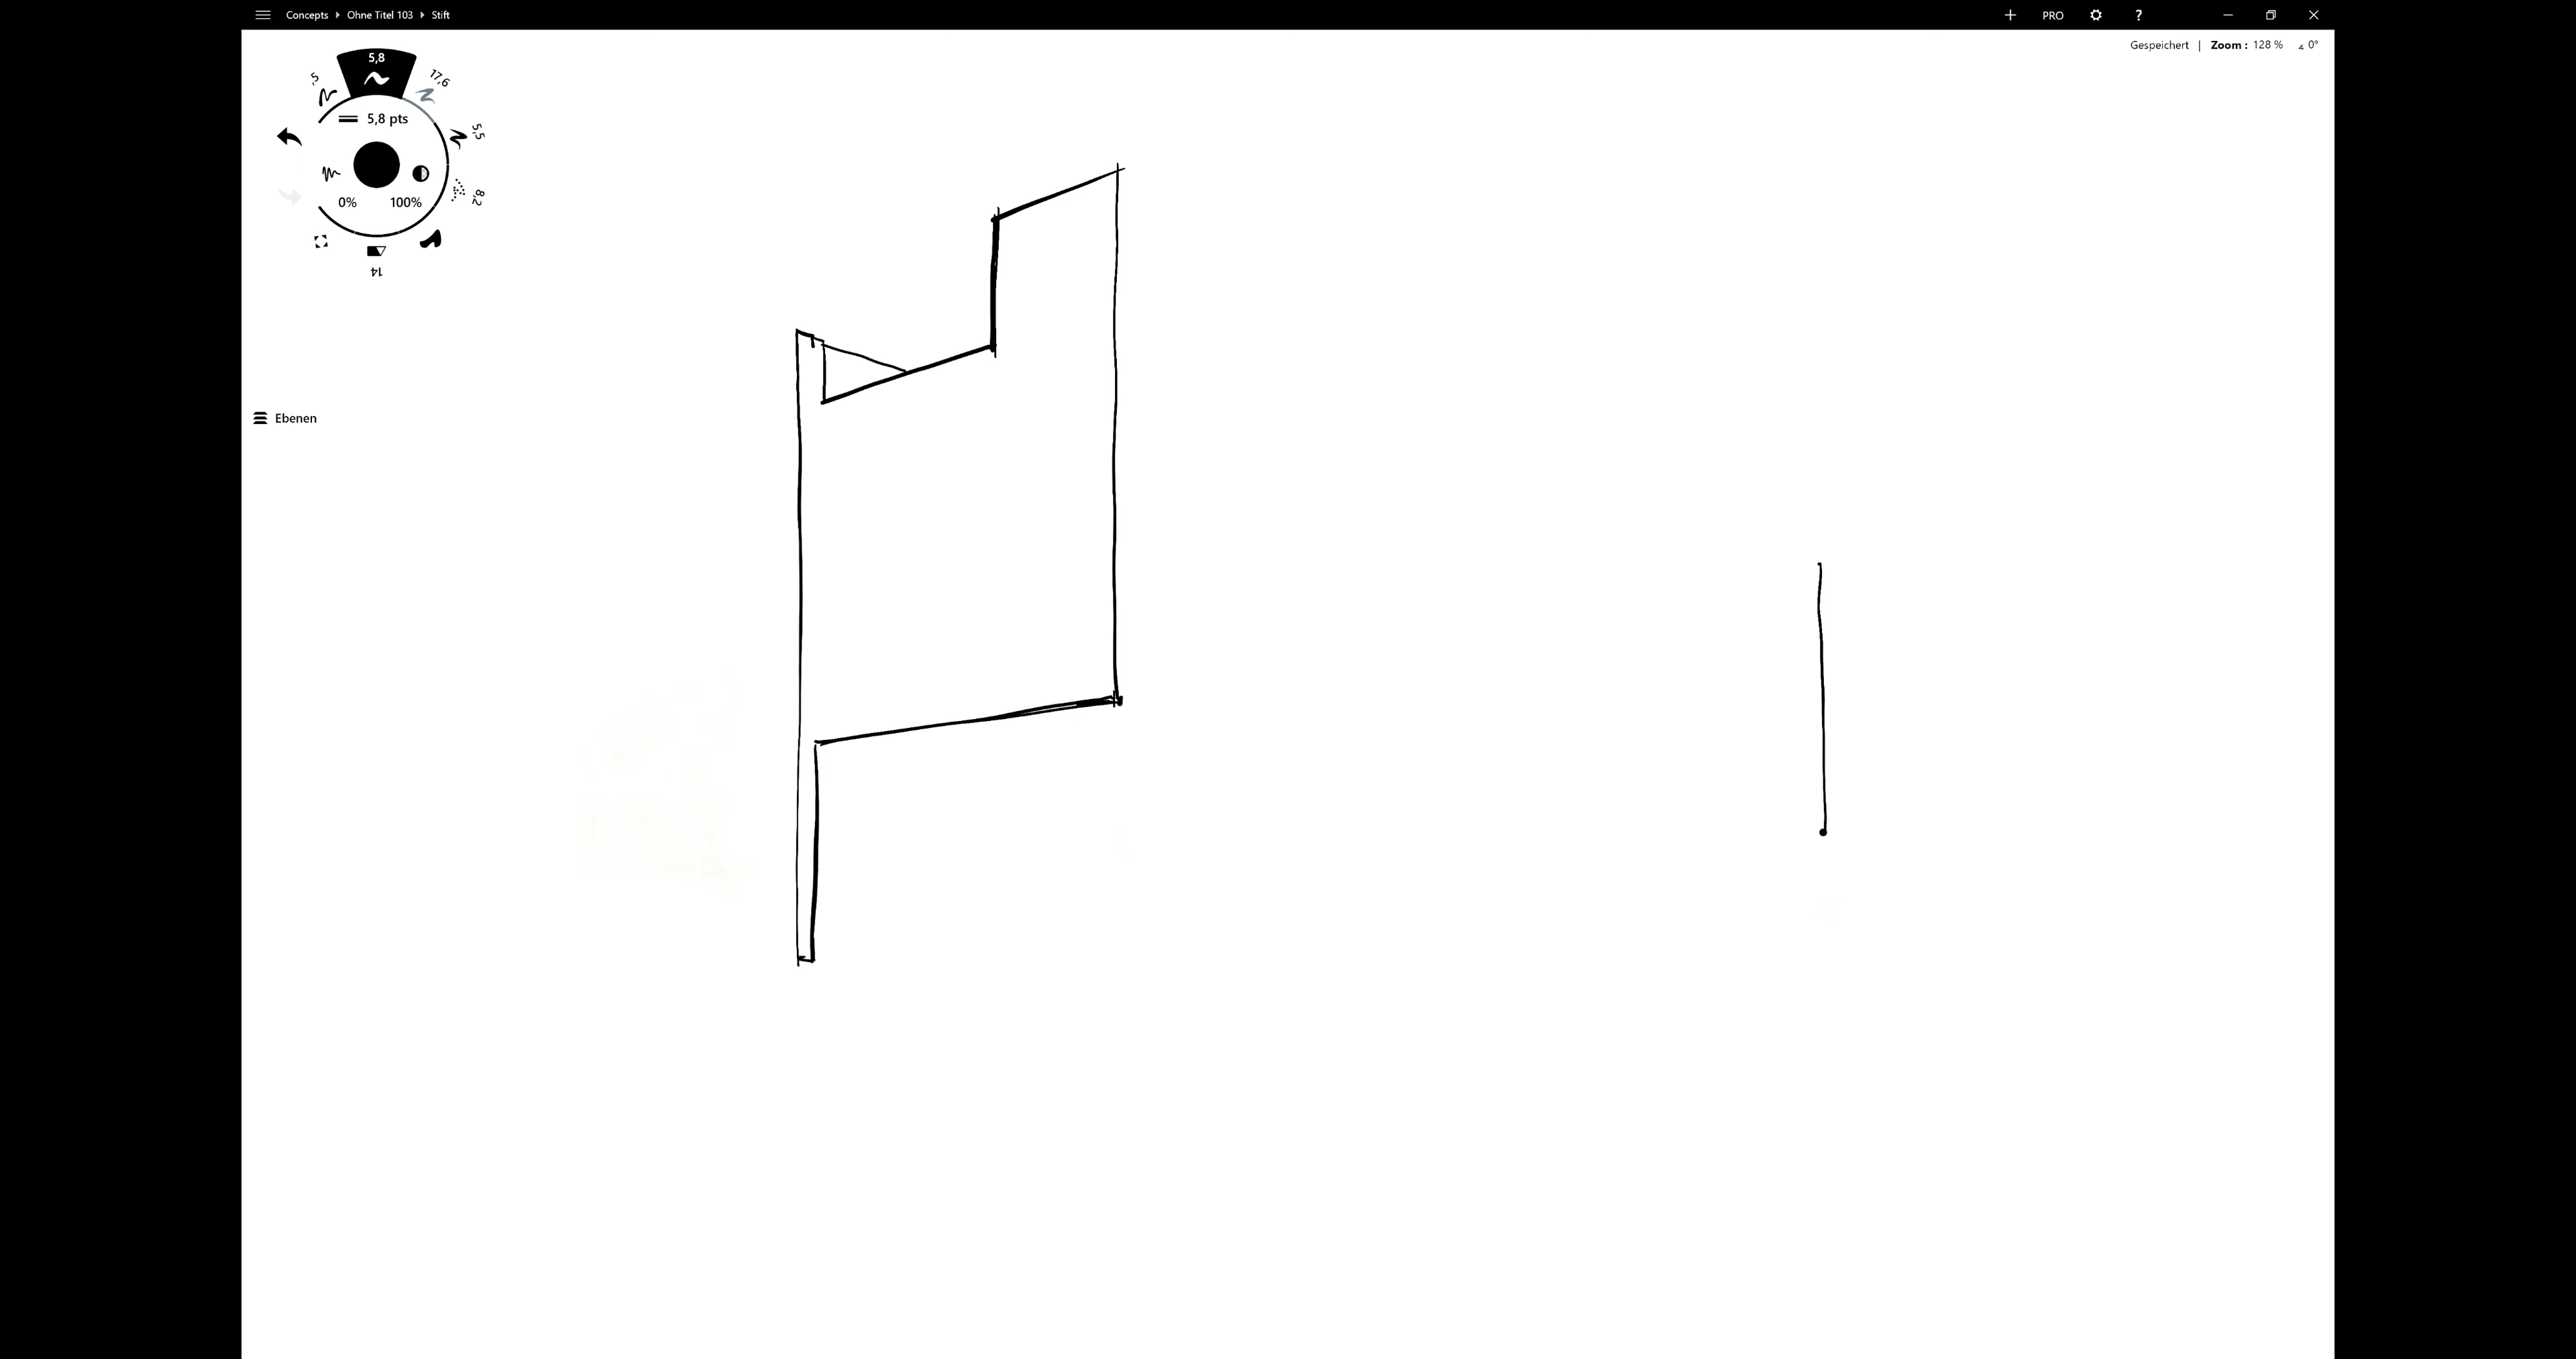 Concepts ▸ Ohne Titel 103 ▸ Stift
PRO ?
Gespeichert | Zoom : 128 % 0°
5,8
,5
17,6
5,8 pts
5,5
8,2
0% 100%
14
Ebenen